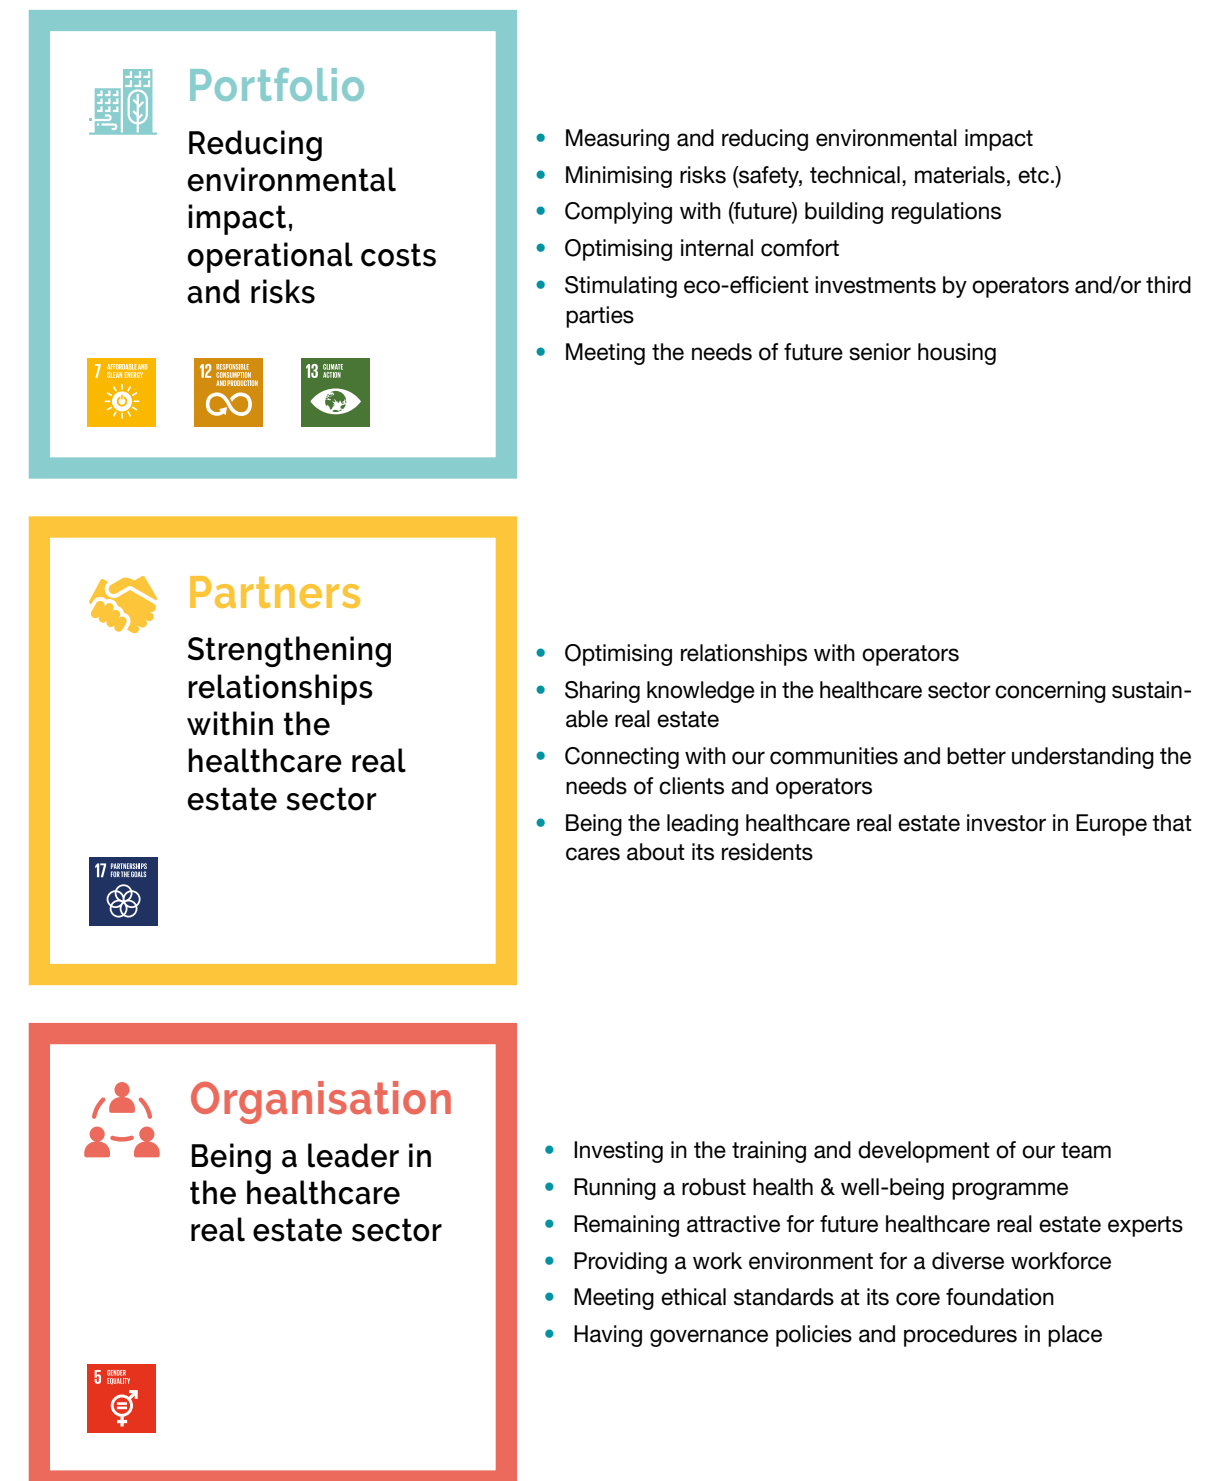 Portfolio
Reducing
environmental
impact,
operational costs
and risks
7 AFFORDABLE AND
CLEAN ENERGY
12 RESPONSIBLE
CONSUMPTION
AND PRODUCTION
13 CLIMATE
ACTION
• Measuring and reducing environmental impact
• Minimising risks (safety, technical, materials, etc.)
• Complying with (future) building regulations
• Optimising internal comfort
• Stimulating eco-efficient investments by operators and/or third
parties
• Meeting the needs of future senior housing
Partners
Strengthening
relationships
within the
healthcare real
estate sector
17 PARTNERSHIPS
FOR THE GOALS
• Optimising relationships with operators
• Sharing knowledge in the healthcare sector concerning sustain-
able real estate
• Connecting with our communities and better understanding the
needs of clients and operators
• Being the leading healthcare real estate investor in Europe that
cares about its residents
Organisation
Being a leader in
the healthcare
real estate sector
5 GENDER
EQUALITY
• Investing in the training and development of our team
• Running a robust health & well-being programme
• Remaining attractive for future healthcare real estate experts
• Providing a work environment for a diverse workforce
• Meeting ethical standards at its core foundation
• Having governance policies and procedures in place